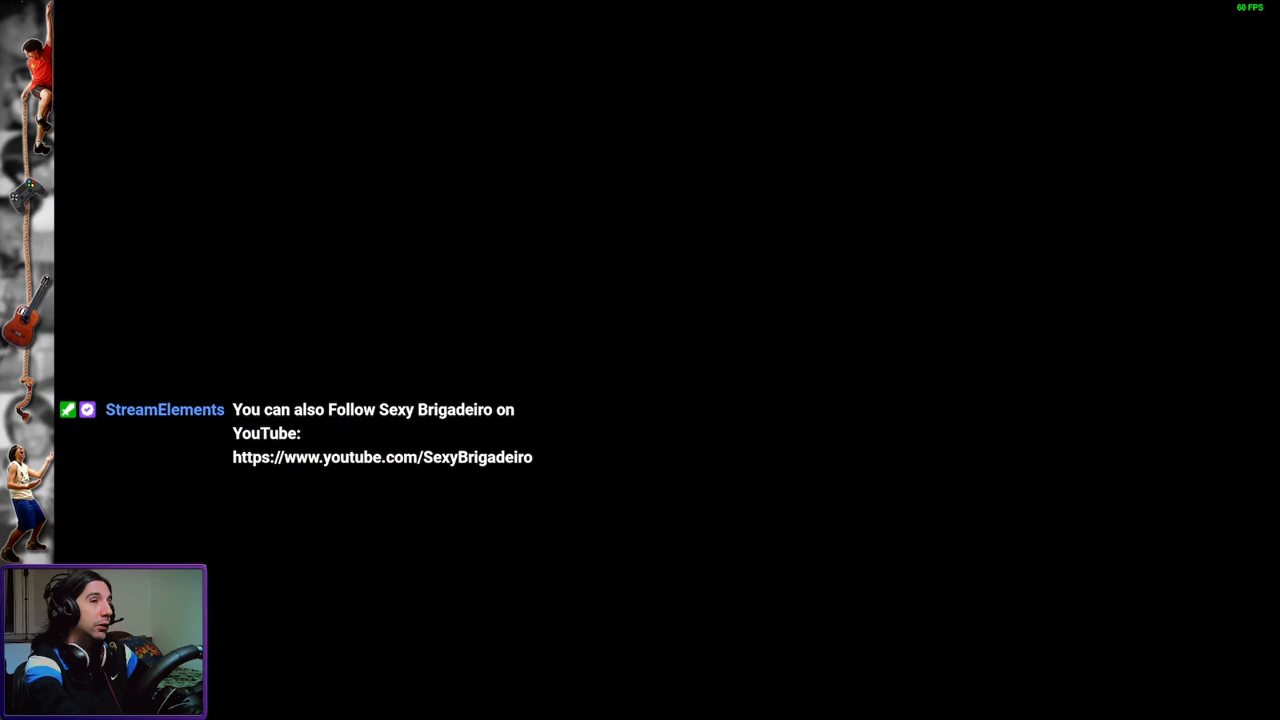 60 FPS
StreamElements You can also Follow Sexy Brigadeiro on
YouTube:
https://www.youtube.com/SexyBrigadeiro